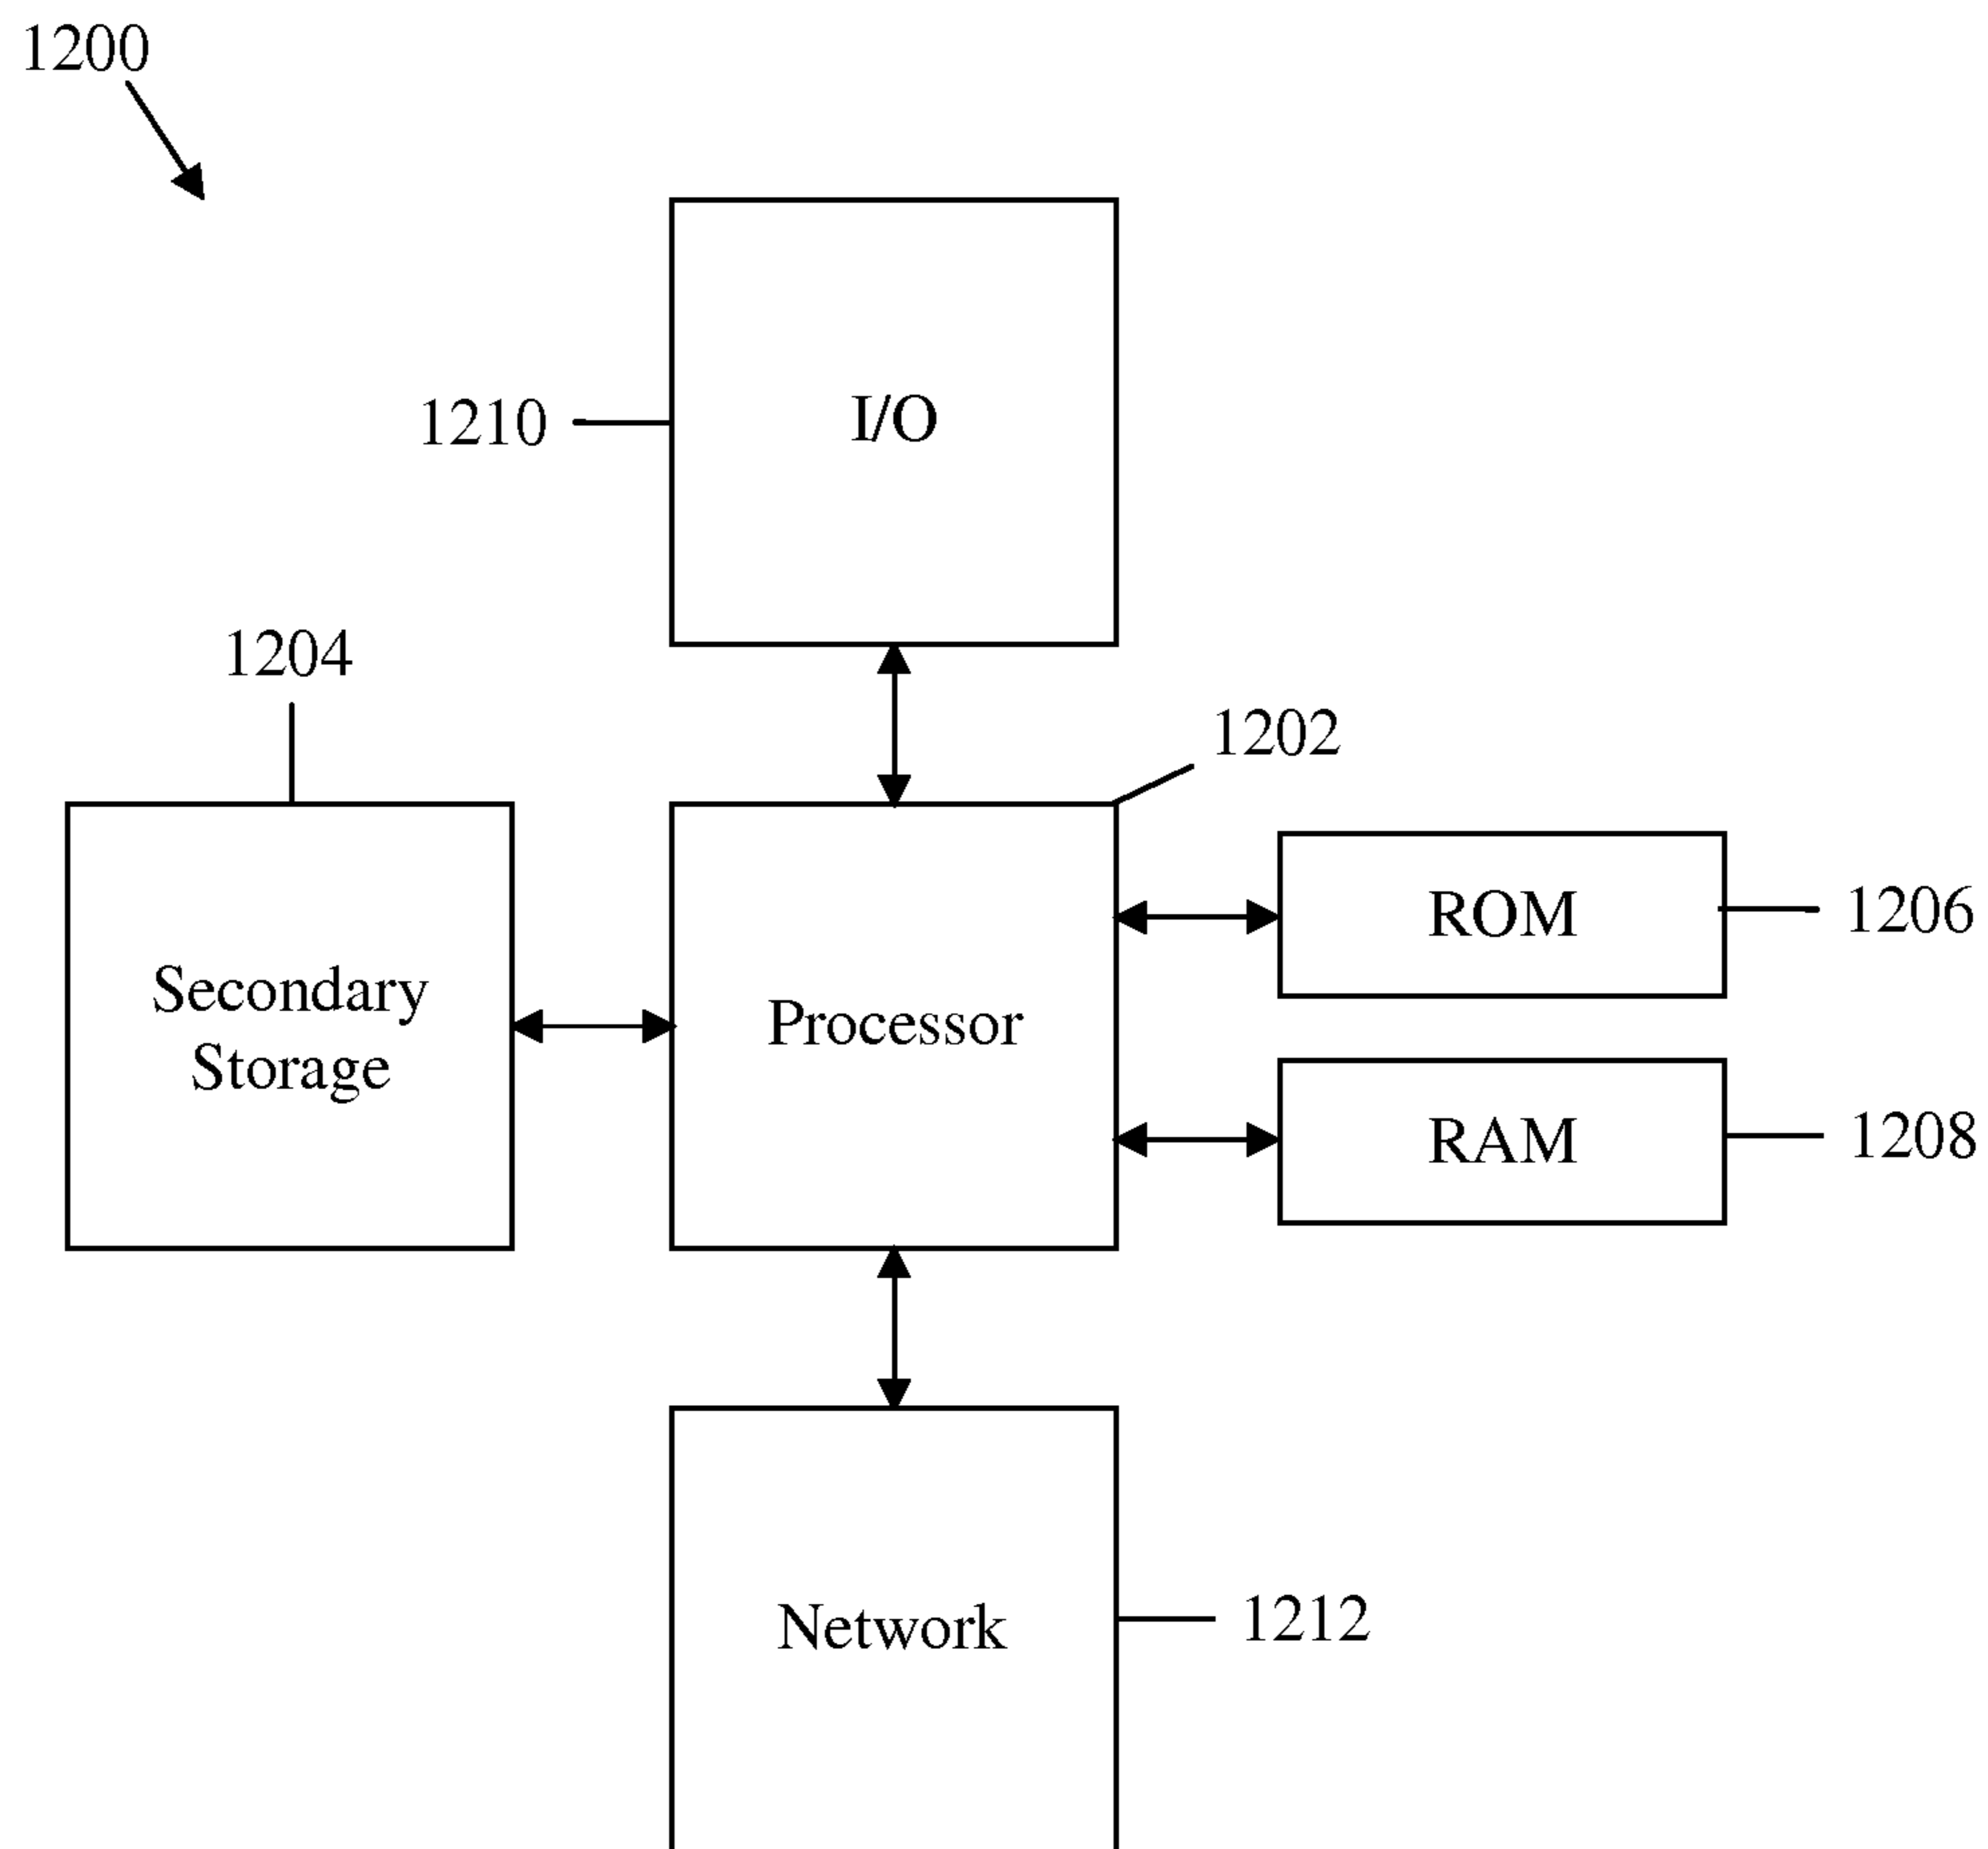 1200
I/O
1210
1204
1202
ROM
1206
Secondary
Storage
Processor
RAM
1208
Network
1212